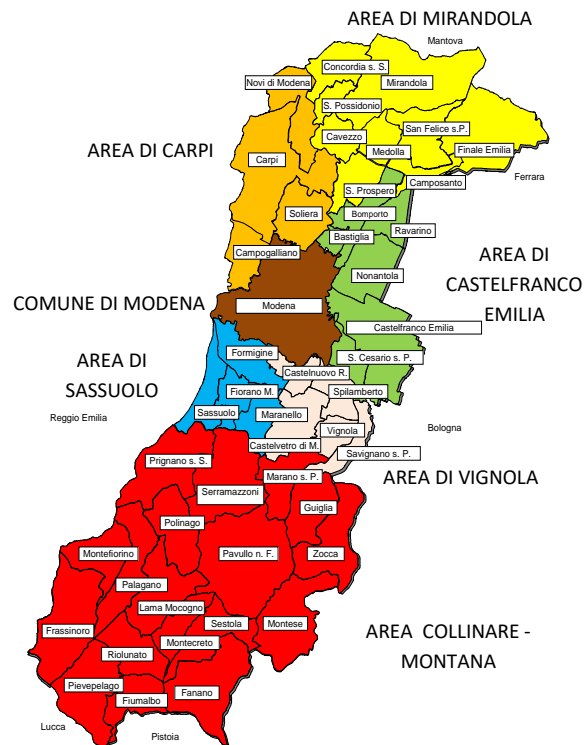 AREA DI MIRANDOLA
Mantova
Concordia s. S.
Novi di Modena
Mirandola
S. Possidonio
San Felice s.P.
Cavezzo
AREA DI CARPI
Medolla
Finale Emilia
Carpi
Ferrara
Camposanto
S. Prospero
Soliera
Bomporto
Ravarino
Bastiglia
Campogalliano
AREA DI
CASTELFRANCO
EMILIA
Nonantola
COMUNE DI MODENA
Modena
Castelfranco Emilia
Formigine
AREA DI
SASSUOLO
S. Cesario s. P.
Castelnuovo R.
Fiorano M.
Spilamberto
Reggio Emilia
Sassuolo
Maranello
Bologna
Vignola
Castelvetro di M.
Savignano s. P.
Prignano s. S.
AREA DI VIGNOLA
Marano s. P.
Serramazzoni
Guiglia
Polinago
Montefiorino
Pavullo n. F.
Zocca
Palagano
Lama Mocogno
Frassinoro
Sestola
Montese
AREA COLLINARE -
MONTANA
Montecreto
Riolunato
Pievepelago
Fanano
Fiumalbo
Lucca
Pistoia